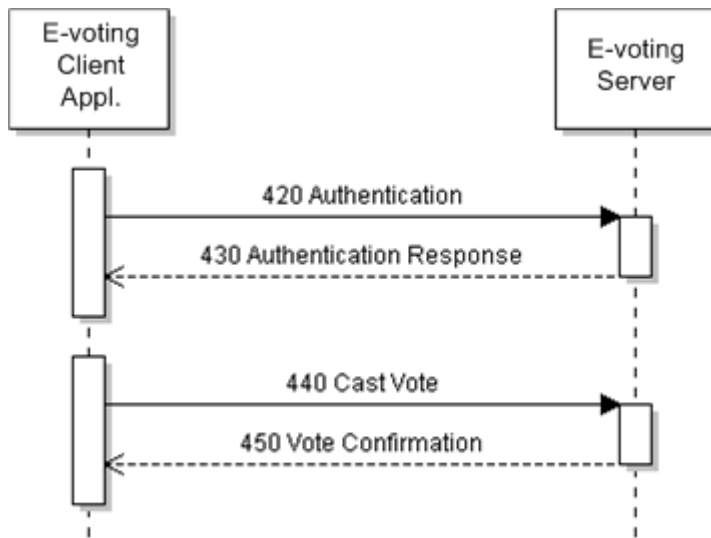 E-voting
Client
Appl.
E-voting
Server
420 Authentication
430 Authentication Response
440 Cast Vote
450 Vote Confirmation